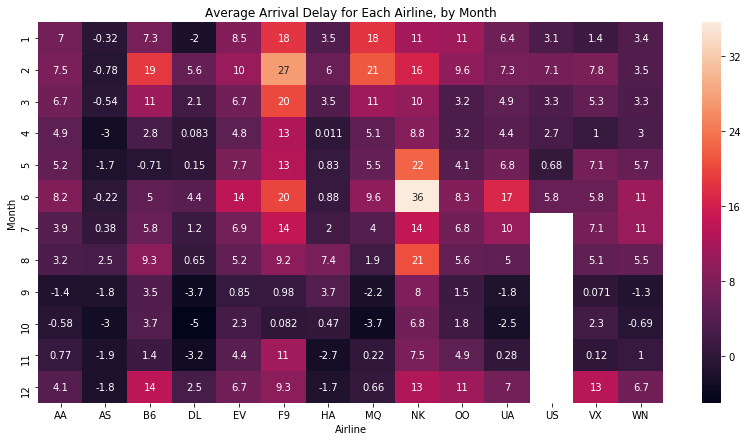 Average Arrival Delay for Each Airline, by Month
1 7 -0.32 7.3 -2 8.5 18 3.5 18 11 11 6.4 3.1 1.4 3.4
2 7.5 -0.78 19 5.6 10 27 6 21 16 9.6 7.3 7.1 7.8 3.5
3 6.7 -0.54 11 2.1 6.7 20 3.5 11 10 3.2 4.9 3.3 5.3 3.3
4 4.9 -3 2.8 0.083 4.8 13 0.011 5.1 8.8 3.2 4.4 2.7 1 3
5 5.2 -1.7 -0.71 0.15 7.7 13 0.83 5.5 22 4.1 6.8 0.68 7.1 5.7
6 8.2 -0.22 5 4.4 14 20 0.88 9.6 36 8.3 17 5.8 5.8 11
7 3.9 0.38 5.8 1.2 6.9 14 2 4 14 6.8 10 7.1 11
8 3.2 2.5 9.3 0.65 5.2 9.2 7.4 1.9 21 5.6 5 5.1 5.5
9 -1.4 -1.8 3.5 -3.7 0.85 0.98 3.7 -2.2 8 1.5 -1.8 0.071 -1.3
10 -0.58 -3 3.7 -5 2.3 0.082 0.47 -3.7 6.8 1.8 -2.5 2.3 -0.69
11 0.77 -1.9 1.4 -3.2 4.4 11 -2.7 0.22 7.5 4.9 0.28 0.12 1
12 4.1 -1.8 14 2.5 6.7 9.3 -1.7 0.66 13 11 7 13 6.7
AA AS B6 DL EV F9 HA MQ NK OO UA US VX WN
Airline
Month
32
24
16
8
0